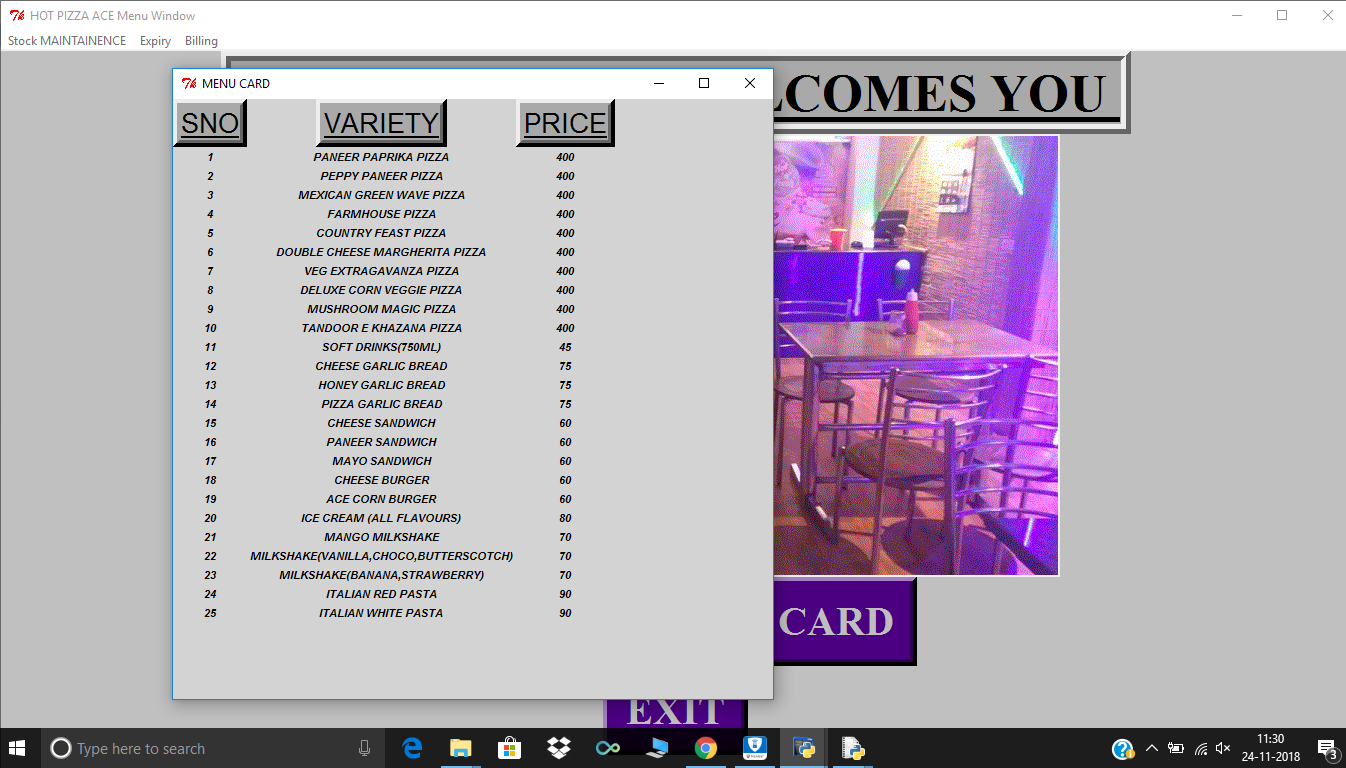 HOT PIZZA ACE Menu Window
Stock MAINTAINENCE Expiry Billing
LCOMES YOU
MENU CARD
SNO VARIETY PRICE
1 PANEER PAPRIKA PIZZA 400
2 PEPPY PANEER PIZZA 400
3 MEXICAN GREEN WAVE PIZZA 400
4 FARMHOUSE PIZZA 400
5 COUNTRY FEAST PIZZA 400
6 DOUBLE CHEESE MARGHERITA PIZZA 400
7 VEG EXTRAGAVANZA PIZZA 400
8 DELUXE CORN VEGGIE PIZZA 400
9 MUSHROOM MAGIC PIZZA 400
10 TANDOOR E KHAZANA PIZZA 400
11 SOFT DRINKS(750ML) 45
12 CHEESE GARLIC BREAD 75
13 HONEY GARLIC BREAD 75
14 PIZZA GARLIC BREAD 75
15 CHEESE SANDWICH 60
16 PANEER SANDWICH 60
17 MAYO SANDWICH 60
18 CHEESE BURGER 60
19 ACE CORN BURGER 60
20 ICE CREAM (ALL FLAVOURS) 80
21 MANGO MILKSHAKE 70
22 MILKSHAKE(VANILLA,CHOCO,BUTTERSCOTCH) 70
23 MILKSHAKE(BANANA,STRAWBERRY) 70
24 ITALIAN RED PASTA 90
25 ITALIAN WHITE PASTA 90
CARD
EXIT
Type here to search
11:30
24-11-2018
3